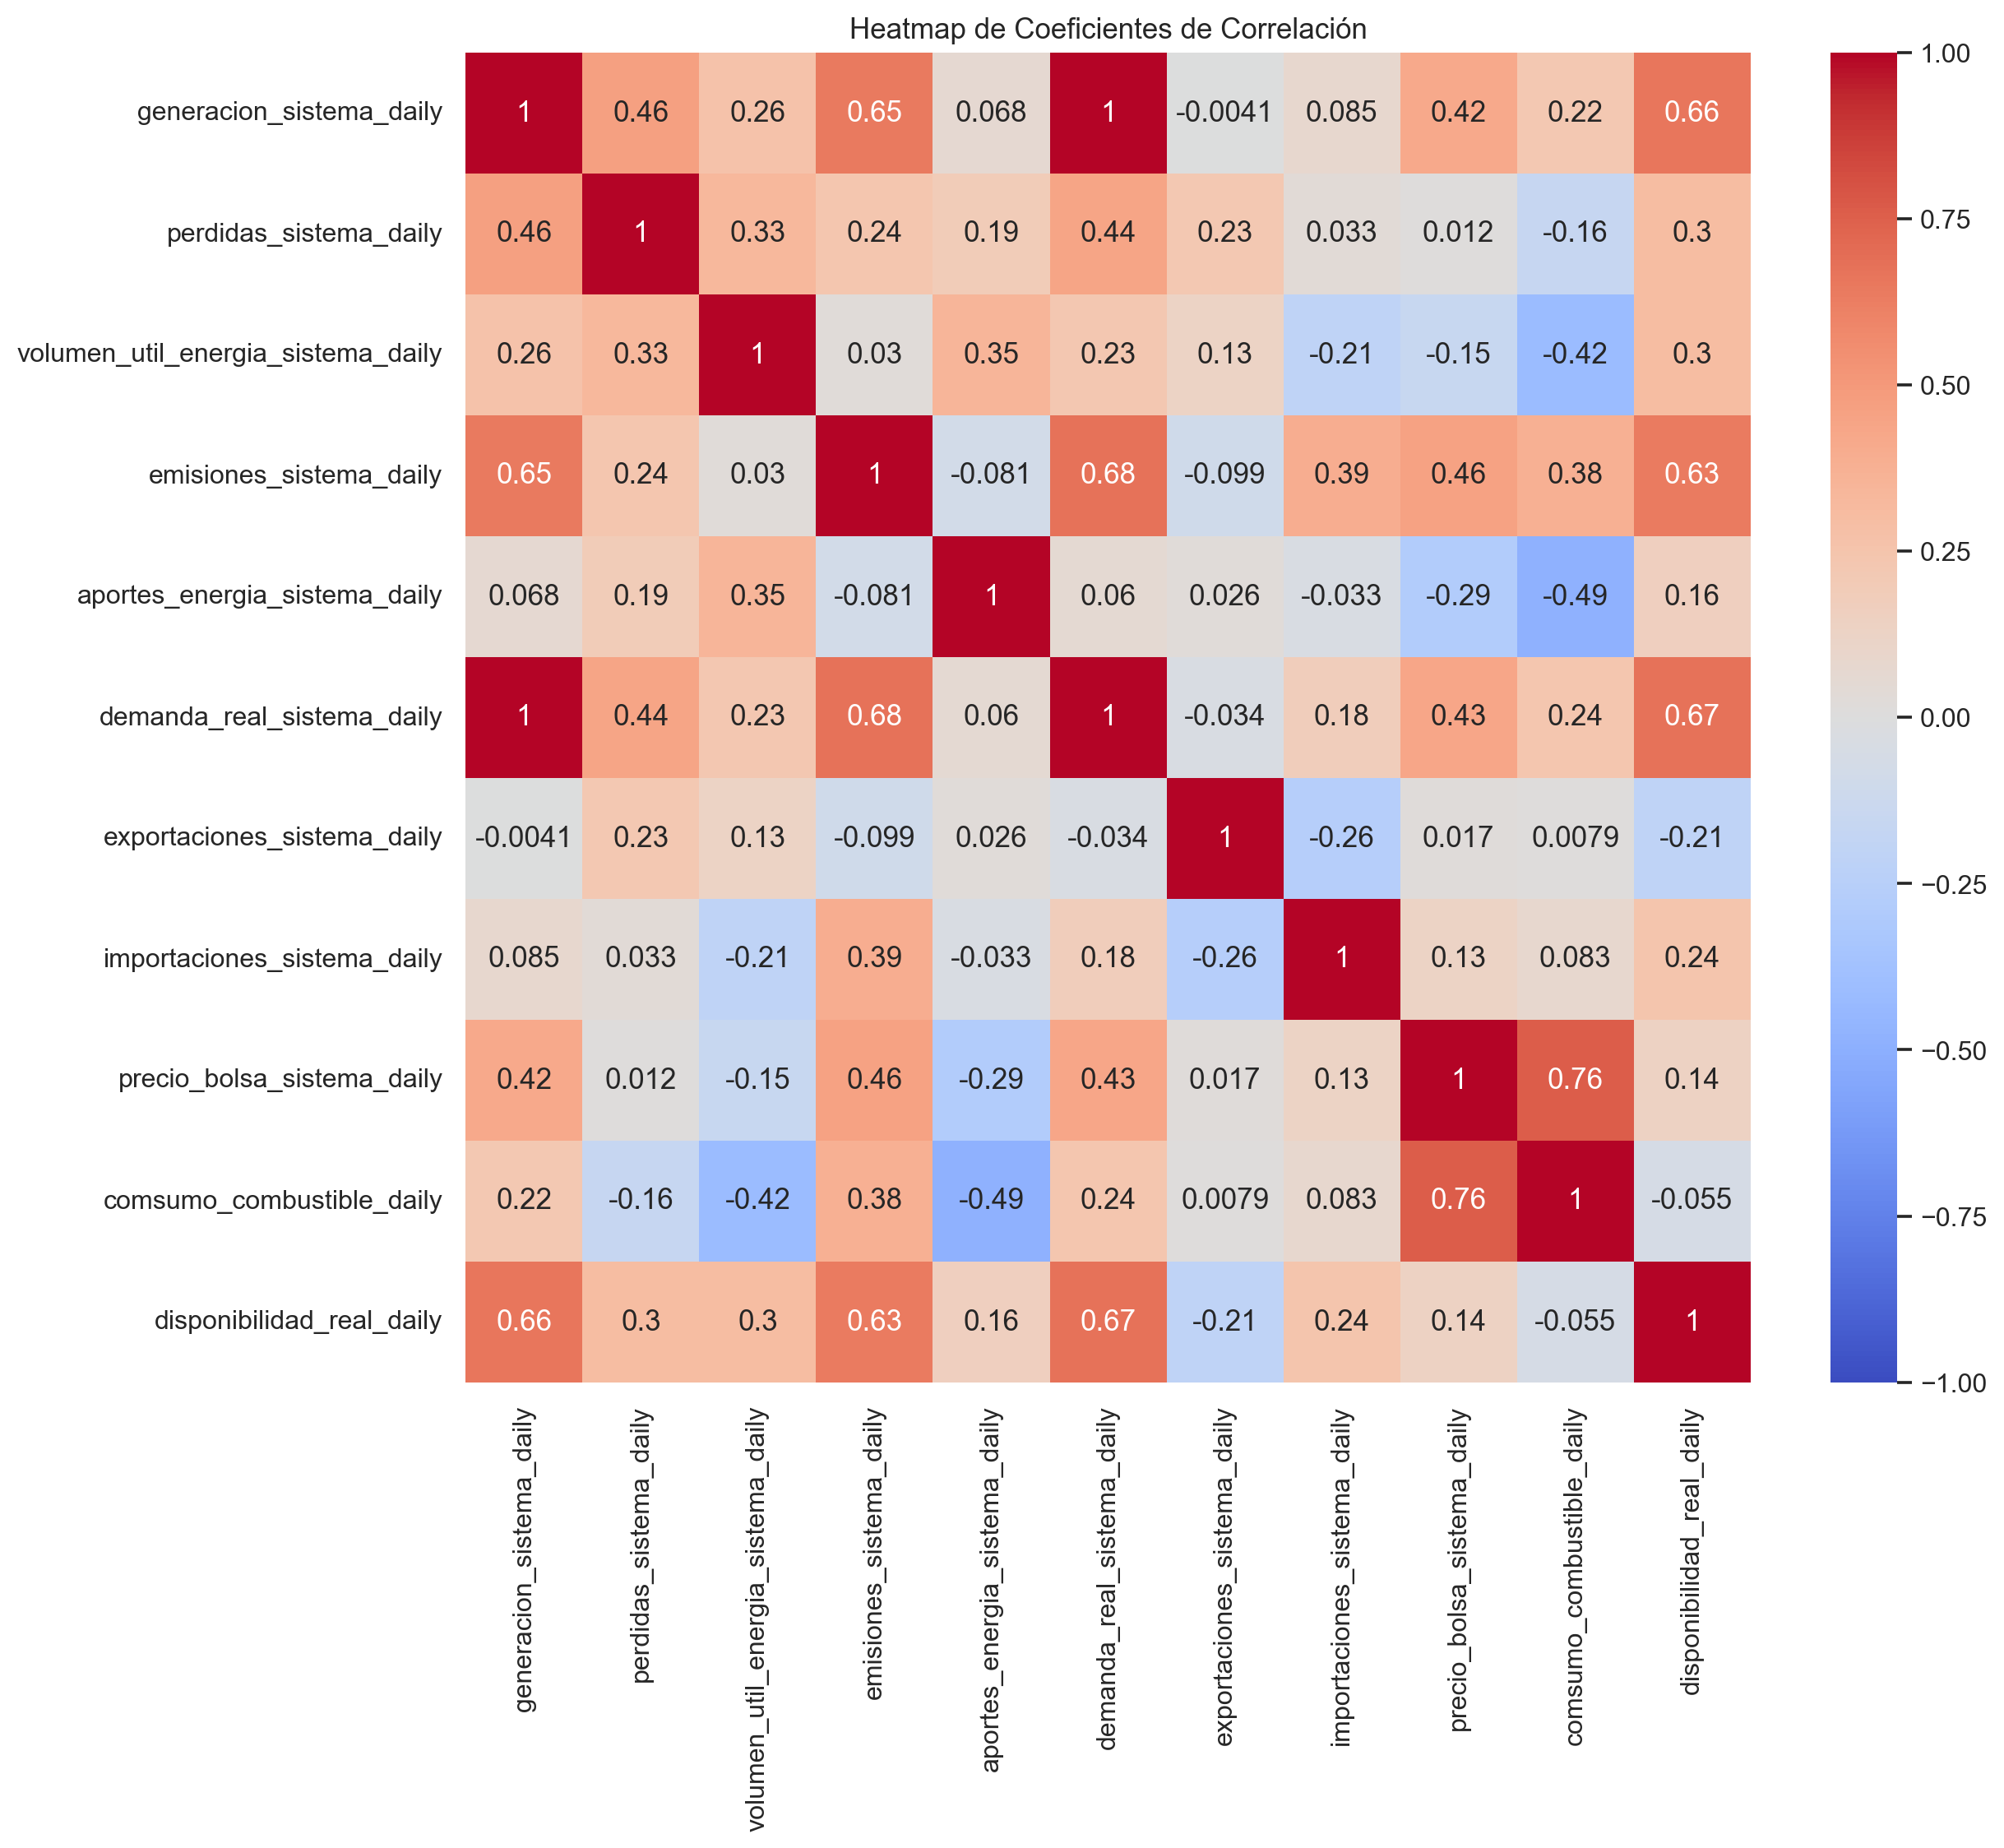 Heatmap de Coeficientes de Correlación
generacion_sistema_daily 1 0.46 0.26 0.65 0.068 1 -0.0041 0.085 0.42 0.22 0.66
perdidas_sistema_daily 0.46 1 0.33 0.24 0.19 0.44 0.23 0.033 0.012 -0.16 0.3
volumen_util_energia_sistema_daily 0.26 0.33 1 0.03 0.35 0.23 0.13 -0.21 -0.15 -0.42 0.3
emisiones_sistema_daily 0.65 0.24 0.03 1 -0.081 0.68 -0.099 0.39 0.46 0.38 0.63
aportes_energia_sistema_daily 0.068 0.19 0.35 -0.081 1 0.06 0.026 -0.033 -0.29 -0.49 0.16
demanda_real_sistema_daily 1 0.44 0.23 0.68 0.06 1 -0.034 0.18 0.43 0.24 0.67
exportaciones_sistema_daily -0.0041 0.23 0.13 -0.099 0.026 -0.034 1 -0.26 0.017 0.0079 -0.21
importaciones_sistema_daily 0.085 0.033 -0.21 0.39 -0.033 0.18 -0.26 1 0.13 0.083 0.24
precio_bolsa_sistema_daily 0.42 0.012 -0.15 0.46 -0.29 0.43 0.017 0.13 1 0.76 0.14
comsumo_combustible_daily 0.22 -0.16 -0.42 0.38 -0.49 0.24 0.0079 0.083 0.76 1 -0.055
disponibilidad_real_daily 0.66 0.3 0.3 0.63 0.16 0.67 -0.21 0.24 0.14 -0.055 1
generacion_sistema_daily
perdidas_sistema_daily
volumen_util_energia_sistema_daily
emisiones_sistema_daily
aportes_energia_sistema_daily
demanda_real_sistema_daily
exportaciones_sistema_daily
importaciones_sistema_daily
precio_bolsa_sistema_daily
comsumo_combustible_daily
disponibilidad_real_daily
1.00
0.75
0.50
0.25
0.00
−0.25
−0.50
−0.75
−1.00